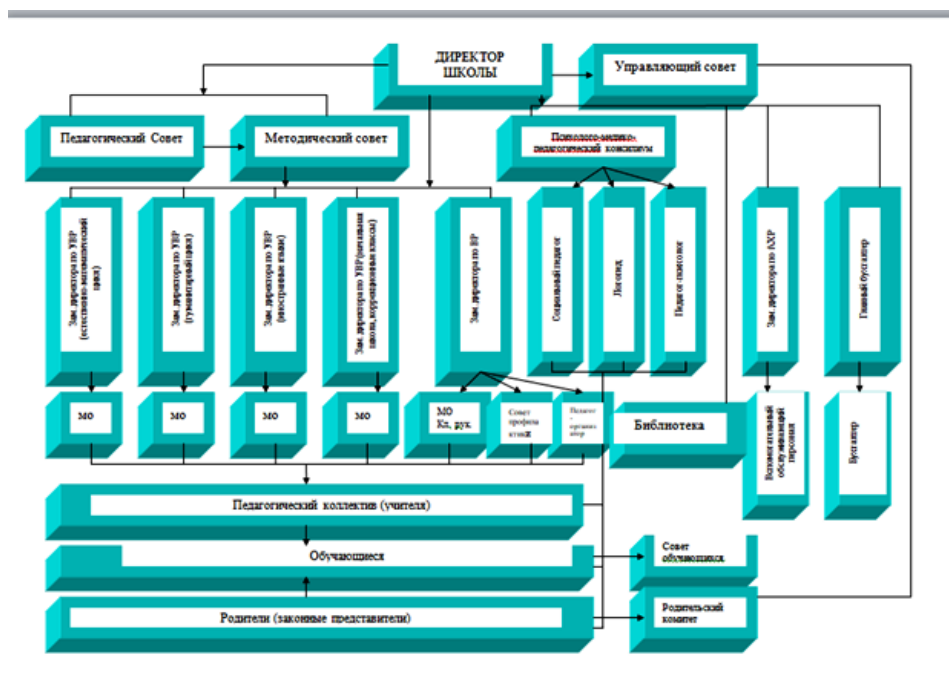 ДИРЕКТОР
ШКОЛЫ
Управляющий совет
Педагогический Совет
Методический совет
Психолого-медико-
педагогический консилиум
Зам. директора по УВР
(естественно-математический
цикл)
Зам. директора по УВР
(гуманитарный цикл)
Зам. директора по УВР
(иностранные языки)
Зам. директора по УВР (начальная
школа, коррекционные классы)
Зам. директора по ВР
Социальный педагог
Логопед
Педагог-психолог
Зам. директора по АХР
Главный бухгалтер
МО
МО
МО
МО
МО
Кл. рук.
Совет
профила
ктики
Педагог
-
организ
атор
Библиотека
Вспомогательный
обслуживающий
персонал
Бухгалтер
Педагогический коллектив (учителя)
Обучающиеся
Совет
обучающихся
Родители (законные представители)
Родительский
комитет